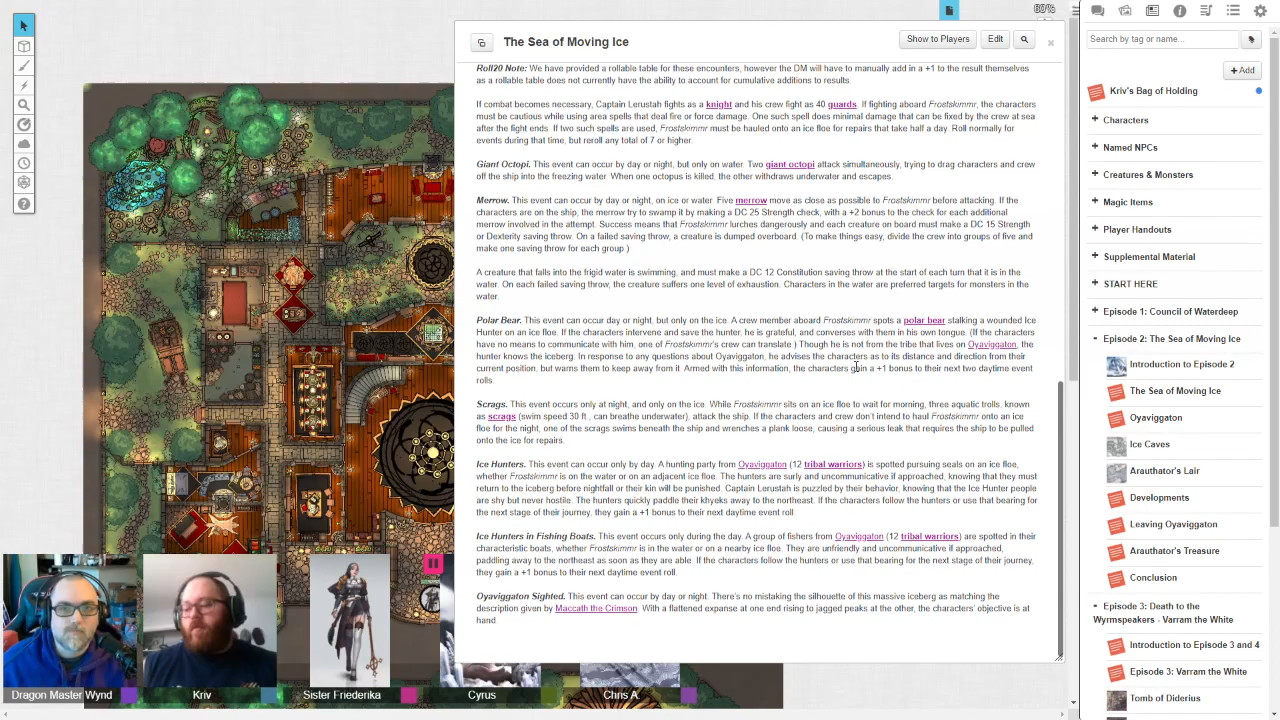 60%
The Sea of Moving Ice
Show to Players
Edit
Roll20 Note: We have provided a rollable table for these encounters, however the DM will have to manually add in a +1 to the result themselves
as a rollable table does not currently have the ability to account for cumulative additions to results.
If combat becomes necessary, Captain Lerustah fights as a knight and his crew fight as 40 guards. If fighting aboard Frostskimmr, the characters
must be cautious while using area spells that deal fire or force damage. One such spell does minimal damage that can be fixed by the crew at sea
after the fight ends. If two such spells are used, Frostskimmr must be hauled onto an ice floe for repairs that take half a day. Roll normally for
events during that time, but reroll any total of 7 or higher.
Giant Octopi. This event can occur by day or night, but only on water. Two giant octopi attack simultaneously, trying to drag characters and crew
off the ship into the freezing water. When one octopus is killed, the other withdraws underwater and escapes.
Merrow. This event can occur by day or night, on ice or water. Five merrow move as close as possible to Frostskimmr before attacking. If the
characters are on the ship, the merrow try to swamp it by making a DC 25 Strength check, with a +2 bonus to the check for each additional
merrow involved in the attempt. Success means that Frostskimmr lurches dangerously and each creature on board must make a DC 15 Strength
or Dexterity saving throw. On a failed saving throw, a creature is dumped overboard. (To make things easy, divide the crew into groups of five and
make one saving throw for each group.)
A creature that falls into the frigid water is swimming, and must make a DC 12 Constitution saving throw at the start of each turn that it is in the
water. On each failed saving throw, the creature suffers one level of exhaustion. Characters in the water are preferred targets for monsters in the
water.
Polar Bear. This event can occur day or night, but only on the ice. A crew member aboard Frostskimmr spots a polar bear stalking a wounded Ice
Hunter on an ice floe. If the characters intervene and save the hunter, he is grateful, and converses with them in his own tongue. (If the characters
have no means to communicate with him, one of Frostskimmr's crew can translate.) Though he is not from the tribe that lives on Oyaviggaton, the
hunter knows the iceberg. In response to any questions about Oyaviggaton, he advises the characters as to its distance and direction from their
current position, but warns them to keep away from it. Armed with this information, the characters gain a +1 bonus to their next two daytime event
rolls.
Scrags. This event occurs only at night, and only on the ice. While Frostskimmr sits on an ice floe to wait for morning, three aquatic trolls, known
as scrags (swim speed 30 ft., can breathe underwater), attack the ship. If the characters and crew don't intend to haul Frostskimmr onto an ice
floe for the night, one of the scrags swims beneath the ship and wrenches a plank loose, causing a serious leak that requires the ship to be pulled
onto the ice for repairs.
Ice Hunters. This event can occur only by day. A hunting party from Oyaviggaton (12 tribal warriors) is spotted pursuing seals on an ice floe,
whether Frostskimmr is on the water or on an adjacent ice floe. The hunters are surly and uncommunicative if approached, knowing that they must
return to the iceberg before nightfall or their kin will be punished. Captain Lerustah is puzzled by their behavior, knowing that the Ice Hunter people
are shy but never hostile. The hunters quickly paddle their khyeks away to the northeast. If the characters follow the hunters or use that bearing for
the next stage of their journey, they gain a +1 bonus to their next daytime event roll.
Ice Hunters in Fishing Boats. This event occurs only during the day. A group of fishers from Oyaviggaton (12 tribal warriors) are spotted in their
characteristic boats, whether Frostskimmr is in the water or on a nearby ice floe. They are unfriendly and uncommunicative if approached,
paddling away to the northeast as soon as they are able. If the characters follow the hunters or use that bearing for the next stage of their journey,
they gain a +1 bonus to their next daytime event roll.
Oyaviggaton Sighted. This event can occur by day or night. There's no mistaking the silhouette of this massive iceberg as matching the
description given by Maccath the Crimson. With a flattened expanse at one end rising to jagged peaks at the other, the characters' objective is at
hand.
Search by tag or name...
+ Add
Kriv's Bag of Holding
+ Characters
+ Named NPCs
+ Creatures & Monsters
+ Magic Items
+ Player Handouts
+ Supplemental Material
+ START HERE
+ Episode 1: Council of Waterdeep
- Episode 2: The Sea of Moving Ice
Introduction to Episode 2
The Sea of Moving Ice
Oyaviggaton
Ice Caves
Arauthator's Lair
Developments
Leaving Oyaviggaton
Arauthator's Treasure
Conclusion
- Episode 3: Death to the
Wyrmspeakers - Varram the White
Introduction to Episode 3 and 4
Episode 3: Varram the White
Tomb of Diderius
Dragon Master Wynd
Kriv
Sister Friederika
Cyrus
Chris A.